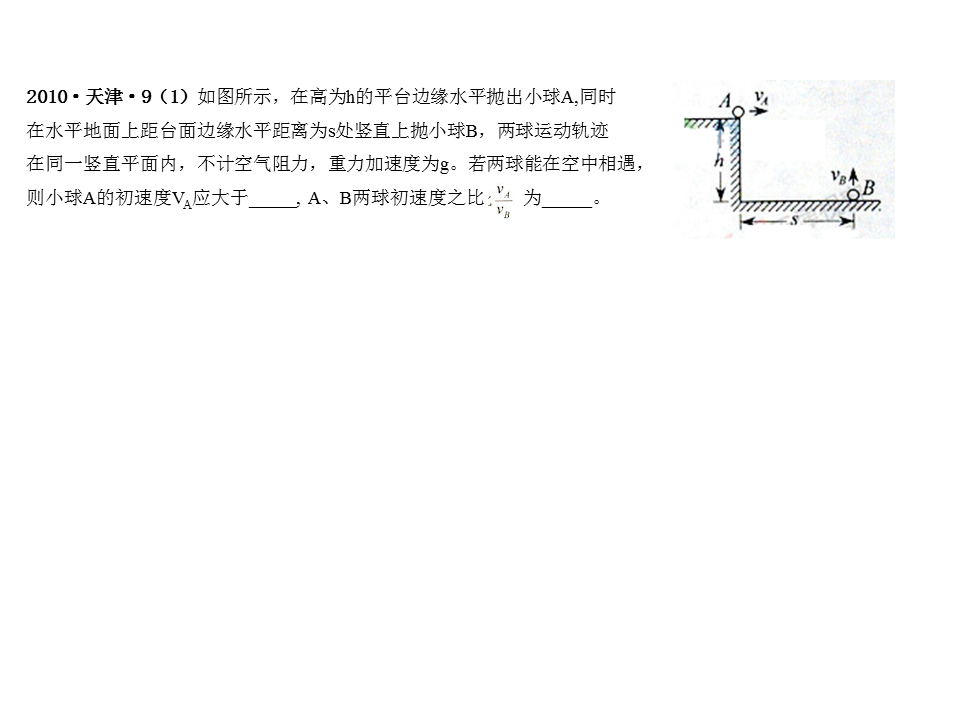 2010·天津·9（1）如图所示，在高为h的平台边缘水平抛出小球A,同时
在水平地面上距台面边缘水平距离为s处竖直上抛小球B，两球运动轨迹
在同一竖直平面内，不计空气阻力，重力加速度为g。若两球能在空中相遇，
则小球A的初速度VA应大于_____, A、B两球初速度之比 vA/vB 为_____。
A vA
h
vB B
s